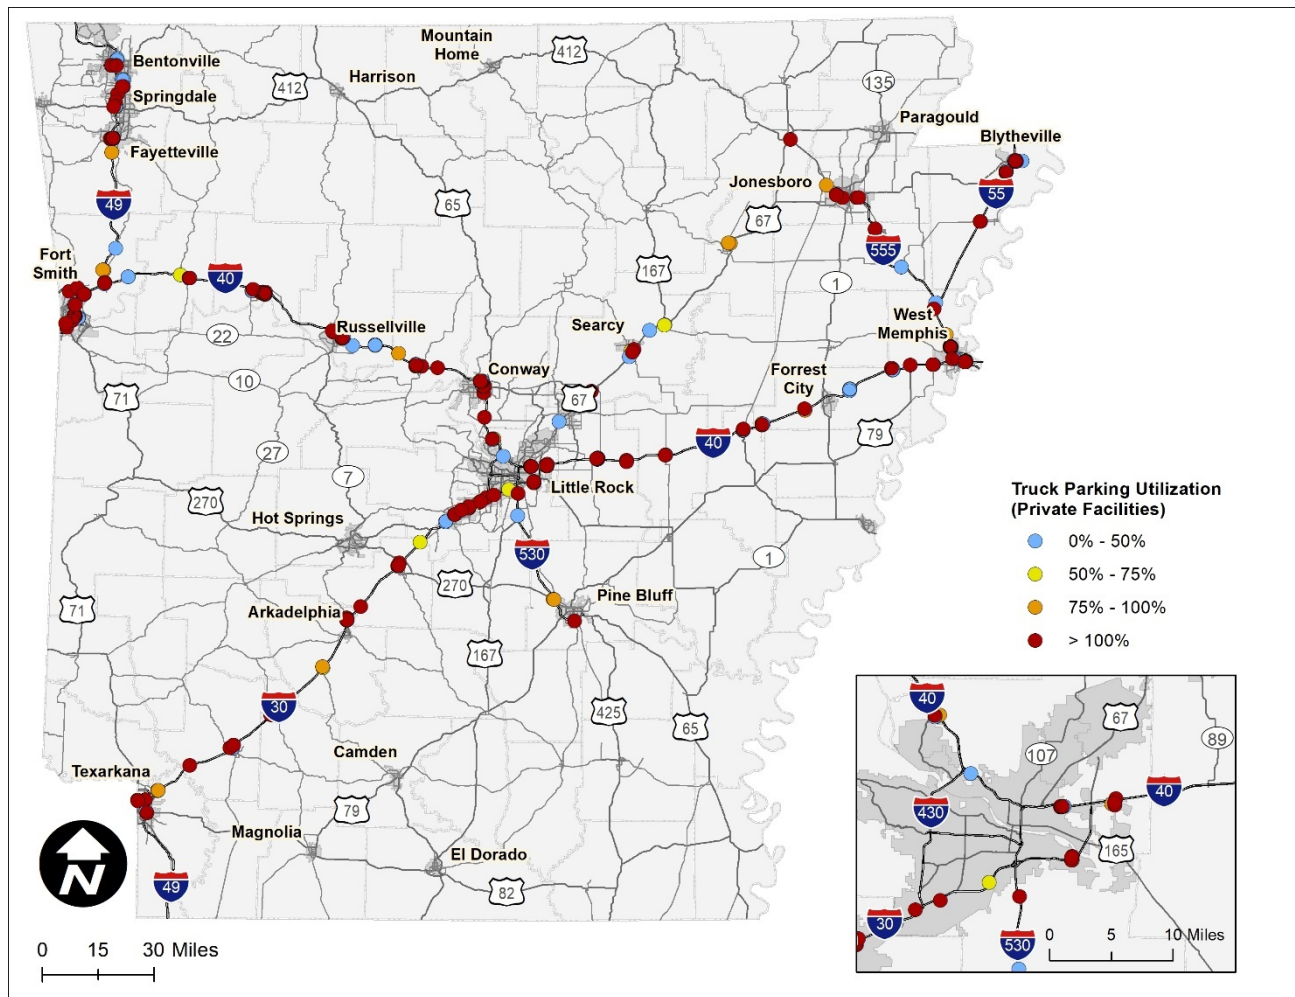 Mountain
Home
412
Bentonville
Harrison
135
Springdale
412
Paragould
Blytheville
Fayetteville
Jonesboro
55
49
65
67
555
Fort
Smith
40
167
1
West
Memphis
22
Russellville
Searcy
Forrest
City
Conway
10
71
67
79
40
27
7
Little Rock
270
Hot Springs
530
1
270
Pine Bluff
71
Arkadelphia
167
30
425
65
Camden
Texarkana
79
Magnolia
El Dorado
49
82
N
0 15 30 Miles
Truck Parking Utilization
(Private Facilities)
0% - 50%
50% - 75%
75% - 100%
> 100%
40
67
107
89
40
430
165
30
530
0 5 10 Miles